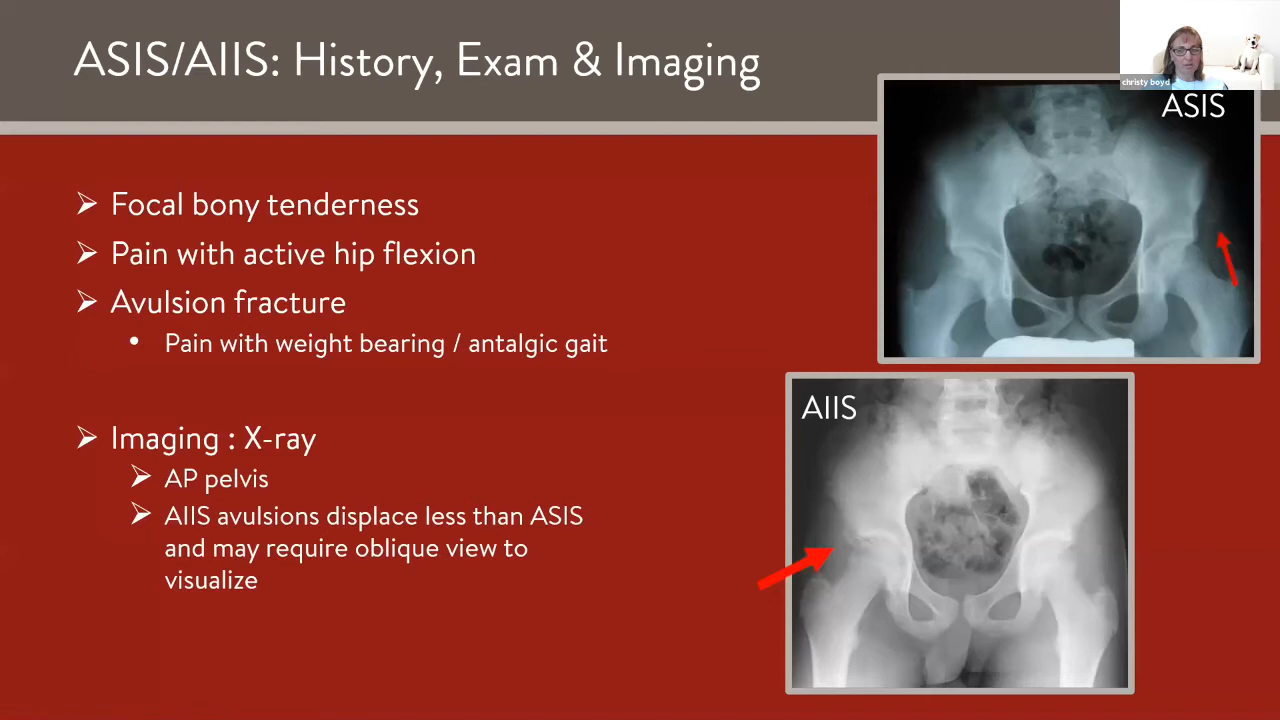 ASIS/AIIS: History, Exam & Imaging
christy boyd
ASIS
Focal bony tenderness
Pain with active hip flexion
Avulsion fracture
Pain with weight bearing / antalgic gait
AIIS
Imaging : X-ray
AP pelvis
AIIS avulsions displace less than ASIS
and may require oblique view to
visualize